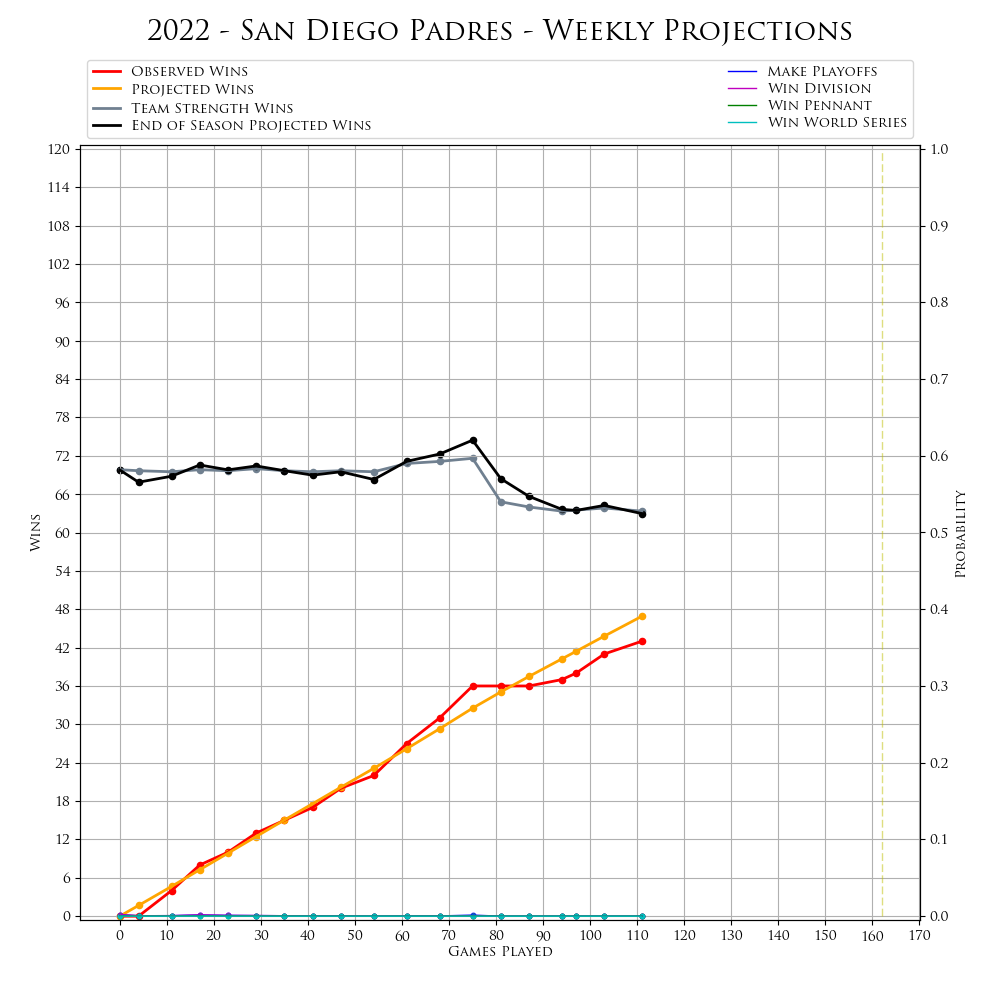 2022 - San Diego Padres - Weekly Projections
Observed Wins
Projected Wins
Team Strength Wins
End of Season Projected Wins
Make Playoffs
Win Division
Win Pennant
Win World Series
120
114
108
102
96
90
84
78
72
66
60
54
48
42
36
30
24
18
12
6
0
Wins
1.0
0.9
0.8
0.7
0.6
0.5
0.4
0.3
0.2
0.1
0.0
Probability
0 10 20 30 40 50 60 70 80 90 100 110 120 130 140 150 160 170
Games Played